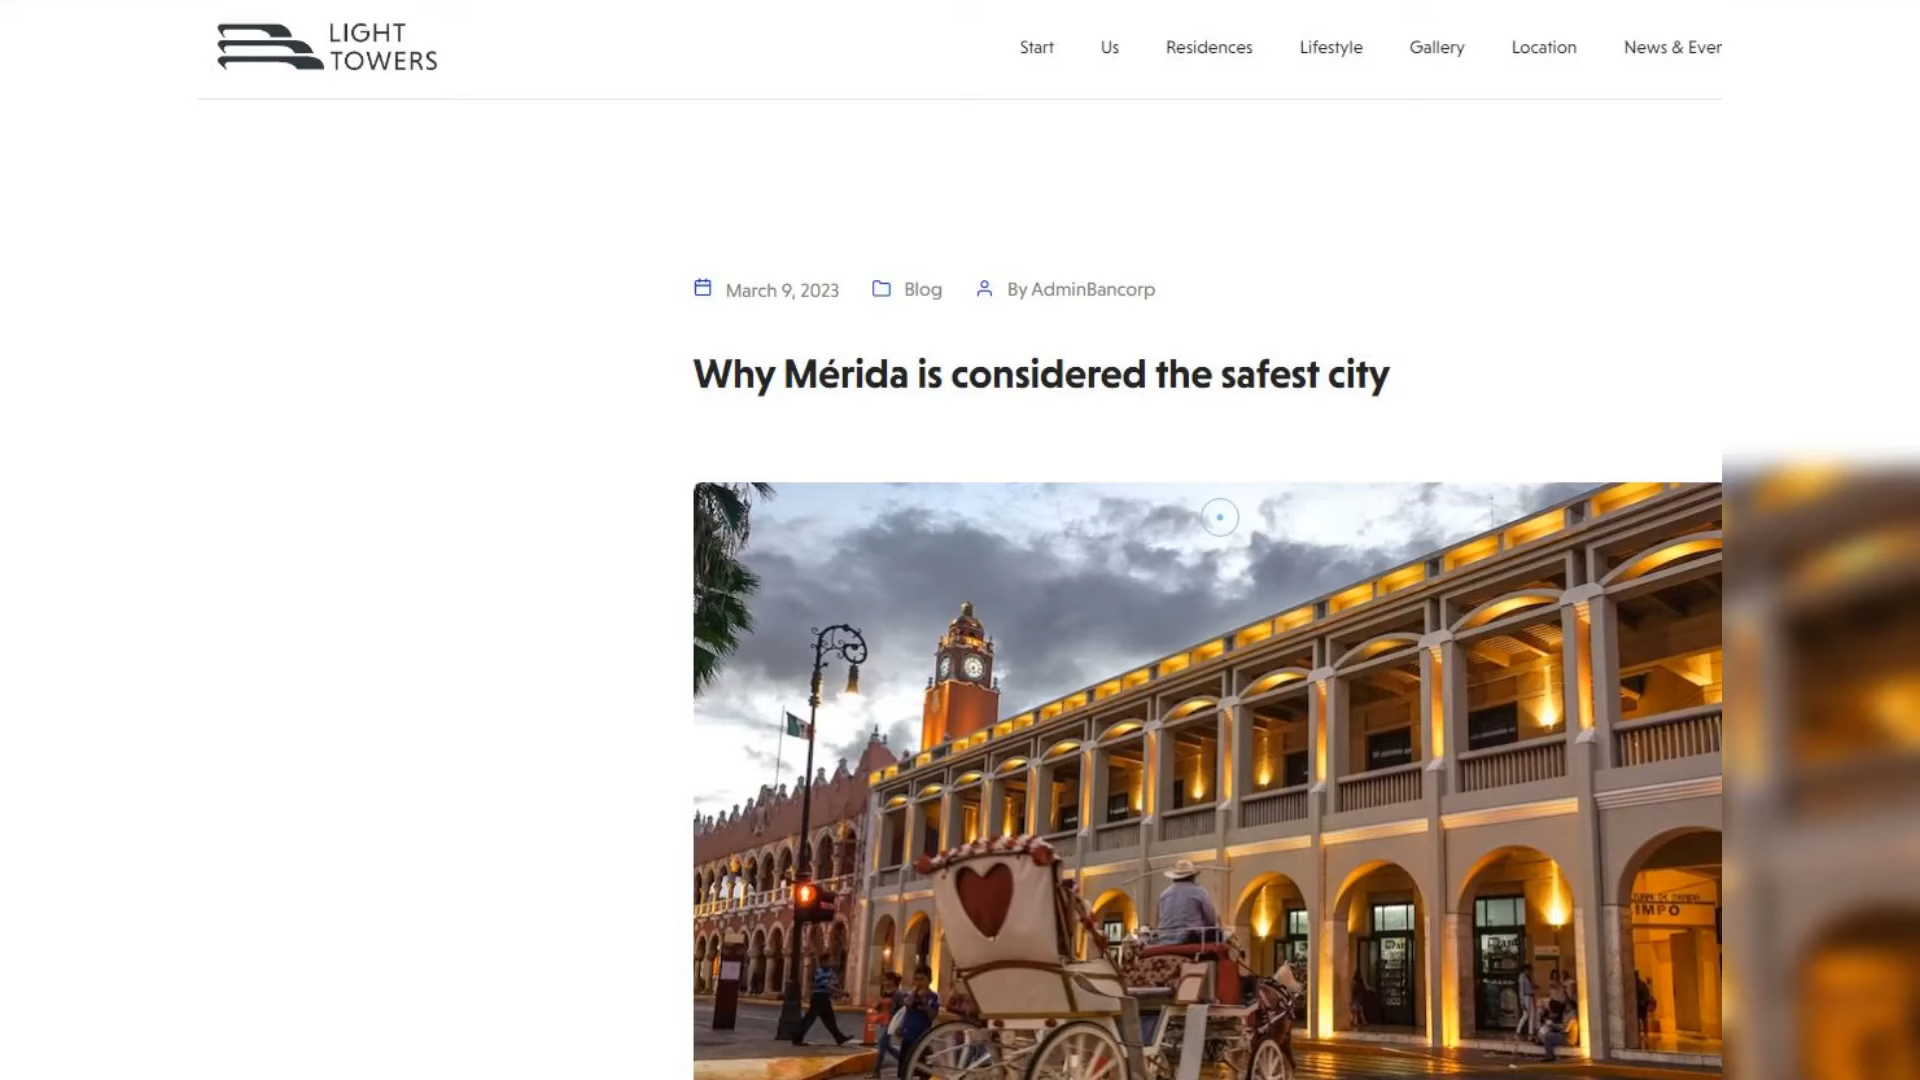 LIGHT
TOWERS
Start Us Residences Lifestyle Gallery Location News & Ever
March 9, 2023 Blog By AdminBancorp
Why Mérida is considered the safest city
IMPO